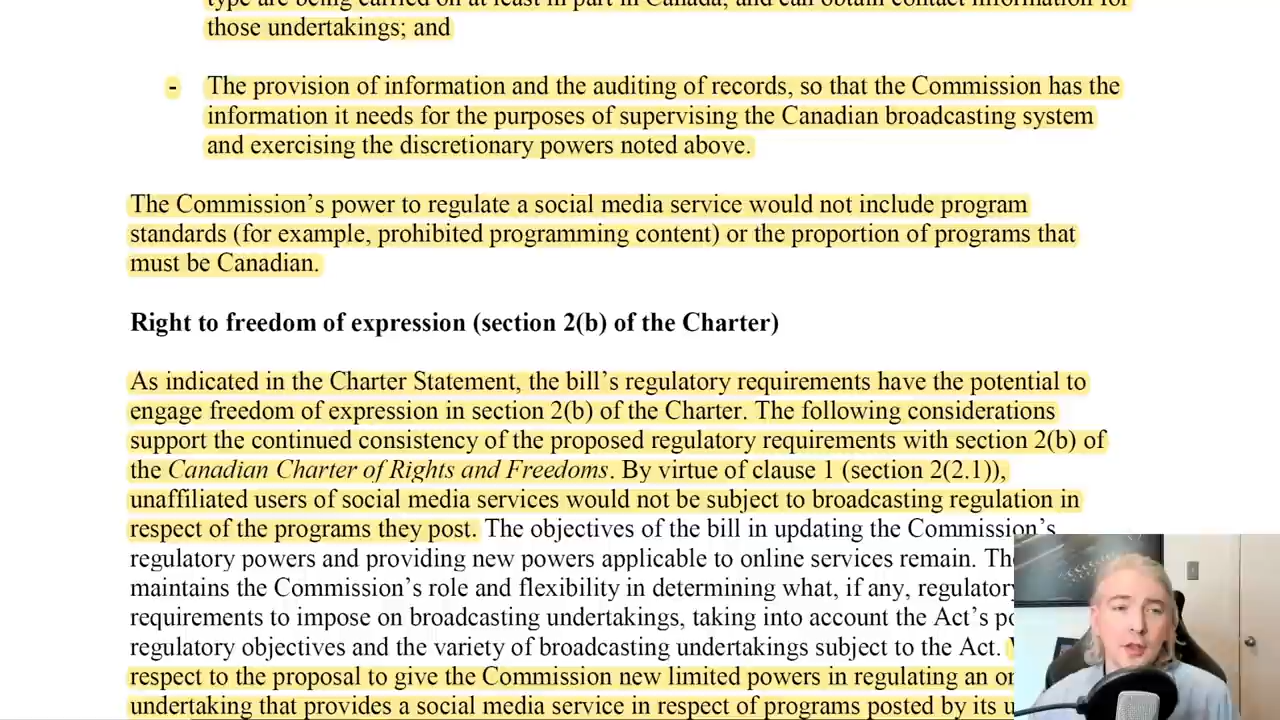 type are being carried on at least in part in Canada, and can obtain contact information for
those undertakings; and
- The provision of information and the auditing of records, so that the Commission has the
information it needs for the purposes of supervising the Canadian broadcasting system
and exercising the discretionary powers noted above.
The Commission's power to regulate a social media service would not include program
standards (for example, prohibited programming content) or the proportion of programs that
must be Canadian.
Right to freedom of expression (section 2(b) of the Charter)
As indicated in the Charter Statement, the bill's regulatory requirements have the potential to
engage freedom of expression in section 2(b) of the Charter. The following considerations
support the continued consistency of the proposed regulatory requirements with section 2(b) of
the Canadian Charter of Rights and Freedoms. By virtue of clause 1 (section 2(2.1)),
unaffiliated users of social media services would not be subject to broadcasting regulation in
respect of the programs they post. The objectives of the bill in updating the Commission's
regulatory powers and providing new powers applicable to online services remain.
maintains the Commission's role and flexibility in determining what, if any, regulatory
requirements to impose on broadcasting undertakings, taking into account the Act's
regulatory objectives and the variety of broadcasting undertakings subject to the Act.
respect to the proposal to give the Commission new limited powers in regulating an
undertaking that provides a social media service in respect of programs posted by its